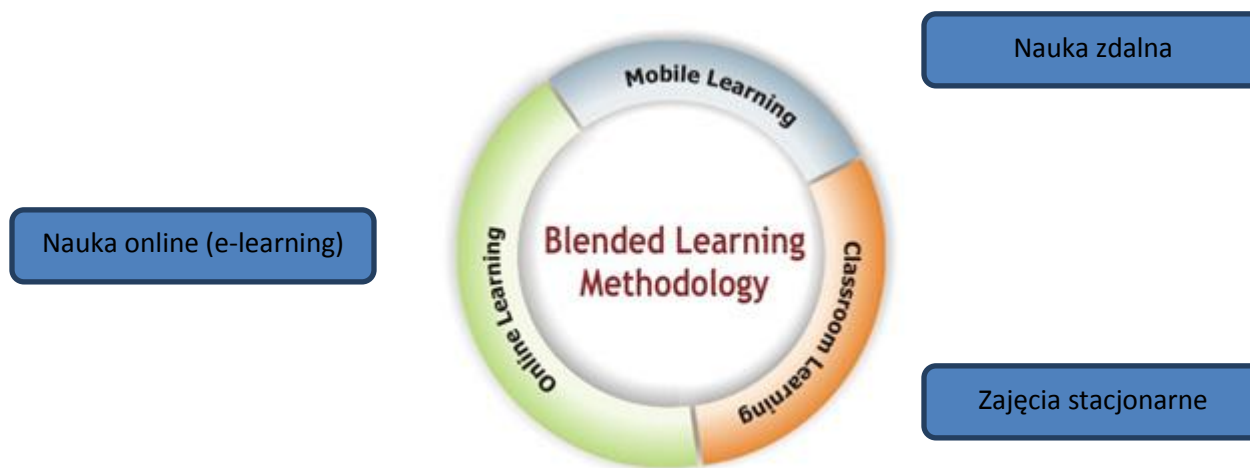 Nauka zdalna
Mobile Learning
Nauka online (e-learning)
Online Learning
Blended Learning
Methodology
Classroom Learning
Zajęcia stacjonarne